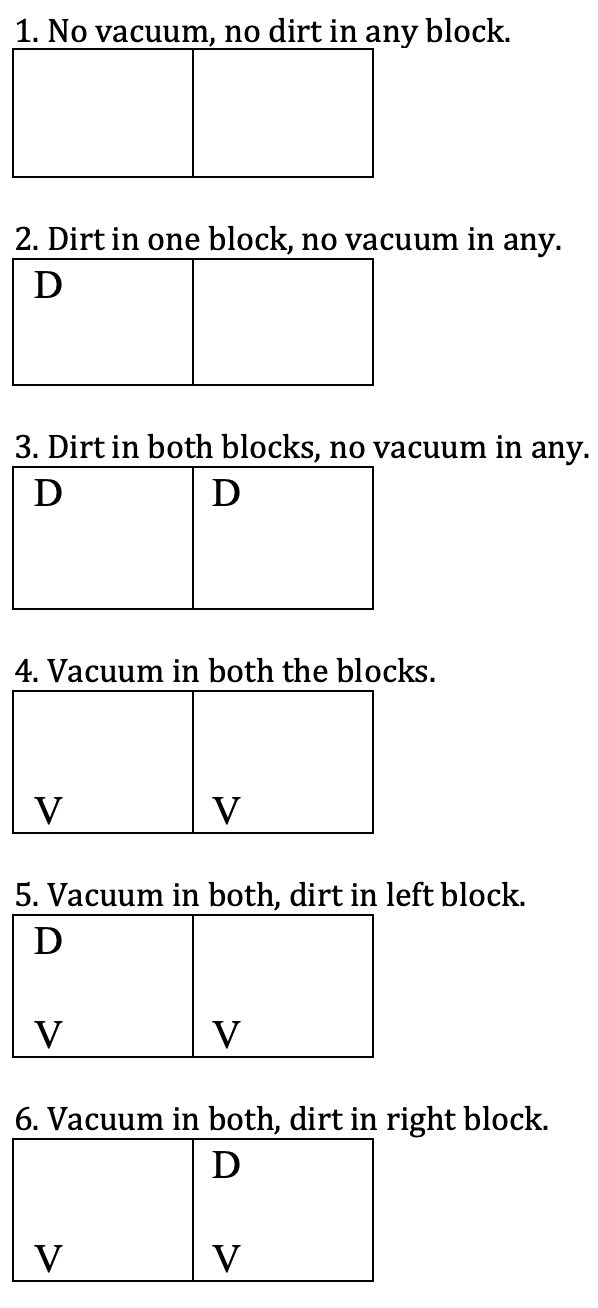 1. No vacuum, no dirt in any block.
2. Dirt in one block, no vacuum in any.
D
3. Dirt in both blocks, no vacuum in any.
D D
4. Vacuum in both the blocks.
V V
5. Vacuum in both, dirt in left block.
D
V V
6. Vacuum in both, dirt in right block.
D
V V